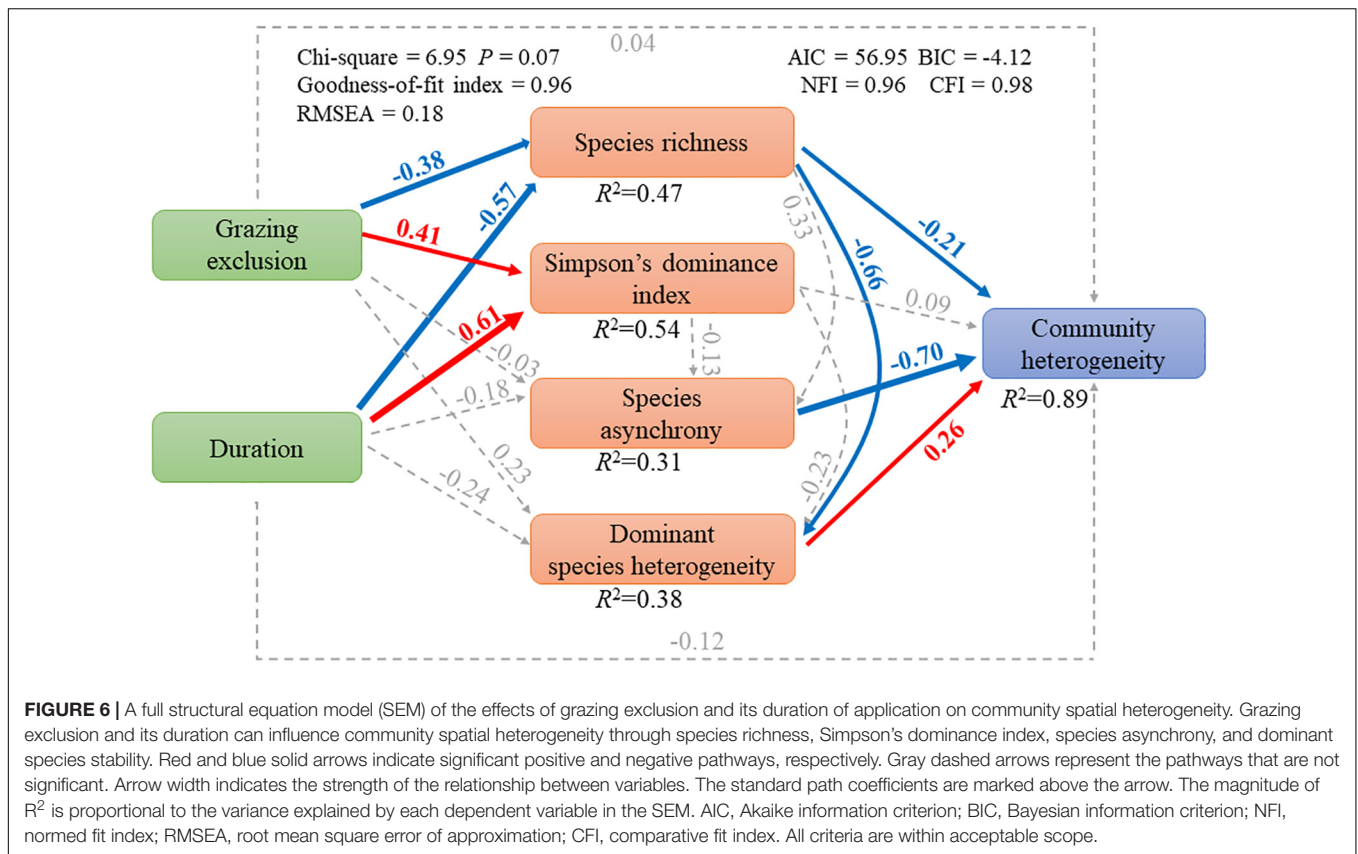 0.04
Chi-square = 6.95 P = 0.07
Goodness-of-fit index = 0.96
RMSEA = 0.18
AIC = 56.95 BIC = -4.12
NFI = 0.96 CFI = 0.98
Species richness
R²=0.47
-0.38
-0.57
0.41
0.33
-0.21
-0.66
Grazing
exclusion
Simpson's dominance
index
R²=0.54
0.61
0.09
-0.13
-0.03
-0.18
-0.70
Community
heterogeneity
R²=0.89
Species
asynchrony
R²=0.31
Duration
0.23
-0.24
-0.23
0.26
Dominant
species heterogeneity
R²=0.38
-0.12
FIGURE 6 | A full structural equation model (SEM) of the effects of grazing exclusion and its duration of application on community spatial heterogeneity. Grazing
exclusion and its duration can influence community spatial heterogeneity through species richness, Simpson's dominance index, species asynchrony, and dominant
species stability. Red and blue solid arrows indicate significant positive and negative pathways, respectively. Gray dashed arrows represent the pathways that are not
significant. Arrow width indicates the strength of the relationship between variables. The standard path coefficients are marked above the arrow. The magnitude of
R² is proportional to the variance explained by each dependent variable in the SEM. AIC, Akaike information criterion; BIC, Bayesian information criterion; NFI,
normed fit index; RMSEA, root mean square error of approximation; CFI, comparative fit index. All criteria are within acceptable scope.